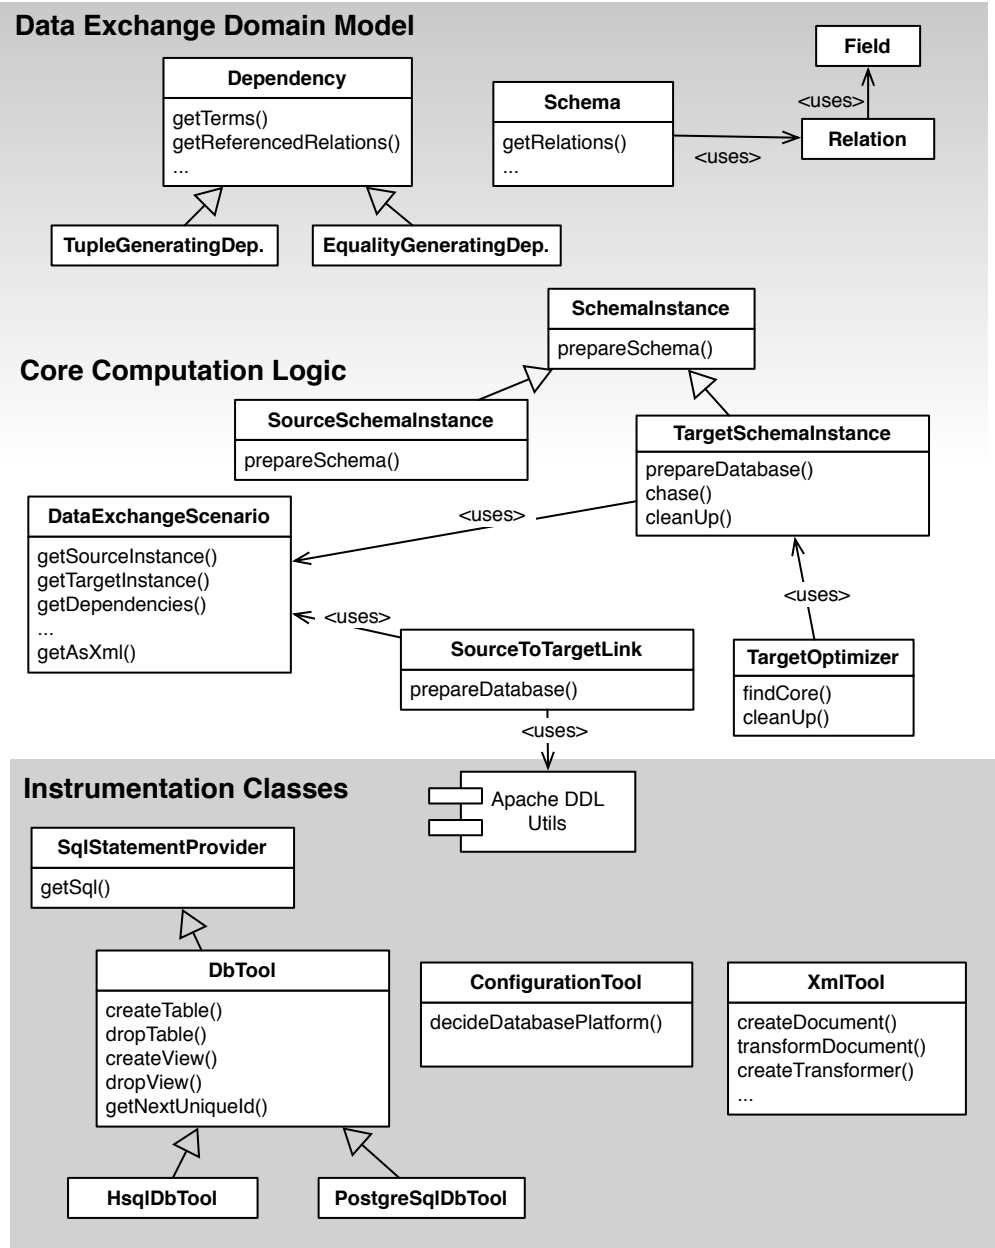 Data Exchange Domain Model
Field
<uses>
Relation
Dependency
getTerms()
getReferencedRelations()
...
Schema
getRelations()
...
<uses>
TupleGeneratingDep.
EqualityGeneratingDep.
SchemaInstance
prepareSchema()
Core Computation Logic
SourceSchemaInstance
prepareSchema()
TargetSchemaInstance
prepareDatabase()
chase()
cleanUp()
DataExchangeScenario
getSourceInstance()
getTargetInstance()
getDependencies()
...
getAsXml()
<uses>
<uses>
<uses>
SourceToTargetLink
prepareDatabase()
TargetOptimizer
findCore()
cleanUp()
<uses>
Instrumentation Classes
Apache DDL
Utils
SqlStatementProvider
getSql()
DbTool
createTable()
dropTable()
createView()
dropView()
getNextUniqueId()
ConfigurationTool
decideDatabasePlatform()
XmlTool
createDocument()
transformDocument()
createTransformer()
...
HsqlDbTool
PostgreSqlDbTool